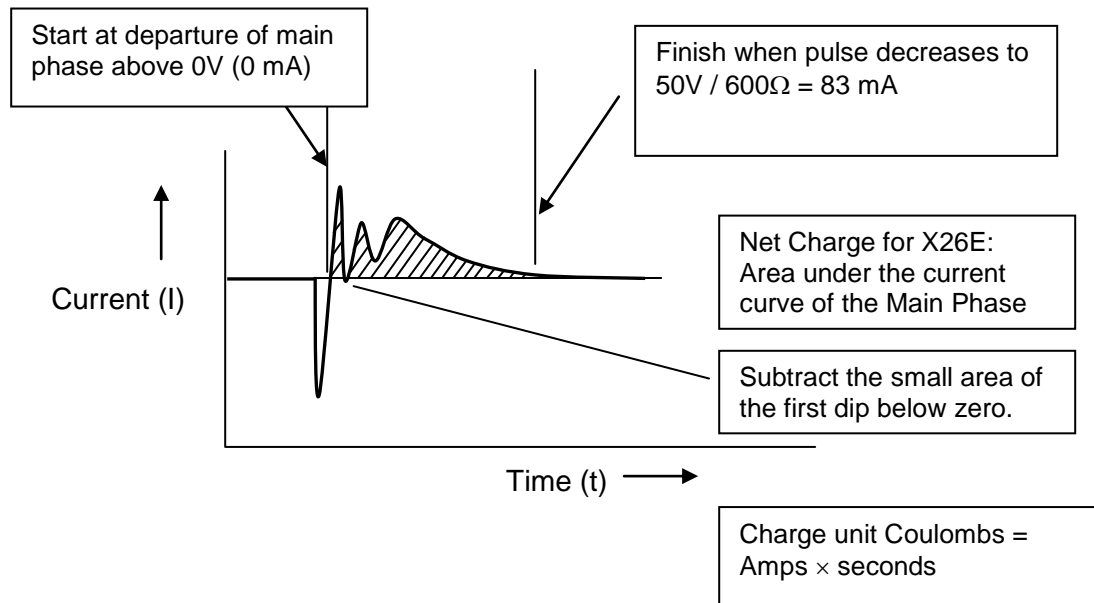 Start at departure of main
phase above 0V (0 mA)
Finish when pulse decreases to
50V / 600Ω = 83 mA
Net Charge for X26E:
Area under the current
curve of the Main Phase
Current (I)
Subtract the small area of
the first dip below zero.
Time (t)
Charge unit Coulombs =
Amps × seconds